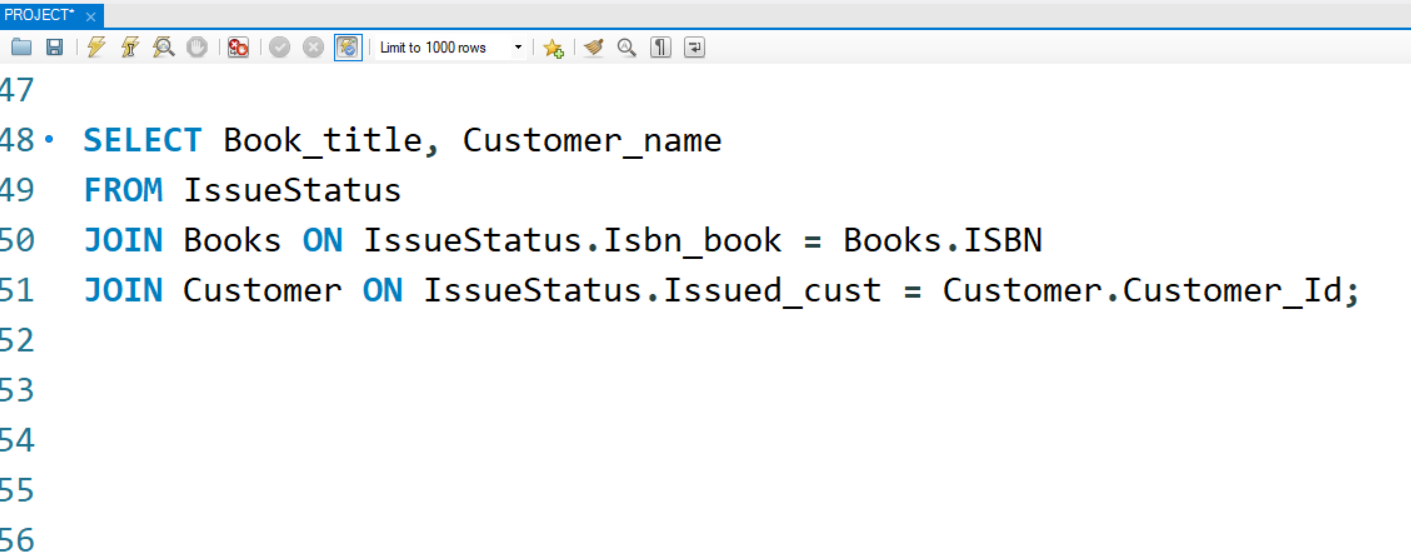 PROJECT* ×
Limit to 1000 rows
47
48 SELECT Book_title, Customer_name
49 FROM IssueStatus
50 JOIN Books ON IssueStatus.Isbn_book = Books.ISBN
51 JOIN Customer ON IssueStatus.Issued_cust = Customer.Customer_Id;
52
53
54
55
56